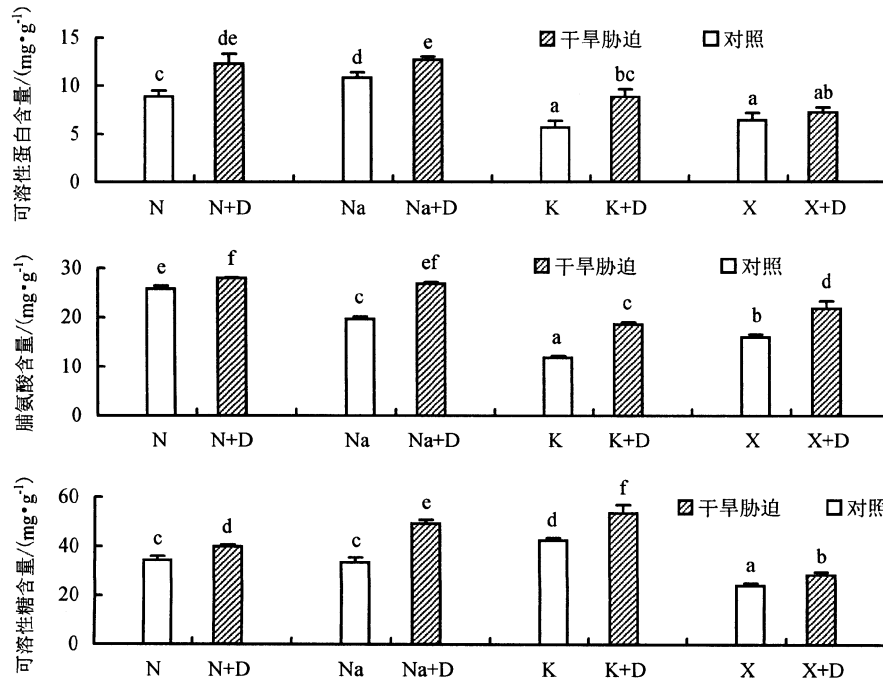 可溶性蛋白含量/(mg•g⁻¹)
15
10
5
0
干旱胁迫 对照
c de d e a bc a ab
N N+D Na Na+D K K+D X X+D
脯氨酸含量/(mg•g⁻¹)
30
20
10
0
干旱胁迫 对照
e f c ef a c b d
N N+D Na Na+D K K+D X X+D
可溶性糖含量/(mg•g⁻¹)
60
40
20
0
干旱胁迫 对照
c d c e d f a b
N N+D Na Na+D K K+D X X+D